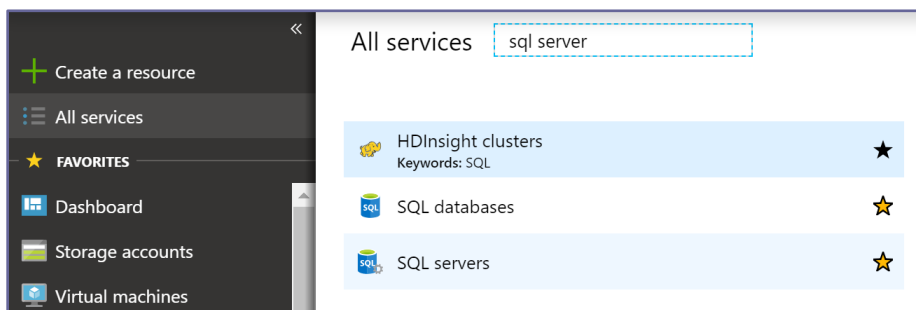 «
Create a resource
All services
FAVORITES
Dashboard
Storage accounts
Virtual machines
All services
sql server
HDInsight clusters
Keywords: SQL
SQL
SQL databases
SQL
SQL servers